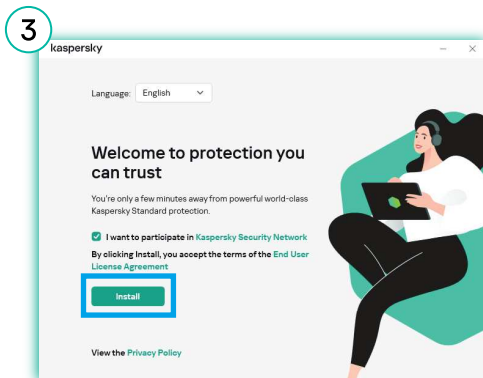 3
kaspersky
Language: English
Welcome to protection you
can trust
You're only a few minutes away from powerful world-class
Kaspersky Standard protection.
I want to participate in Kaspersky Security Network
By clicking Install, you accept the terms of the End User
License Agreement
Install
View the Privacy Policy